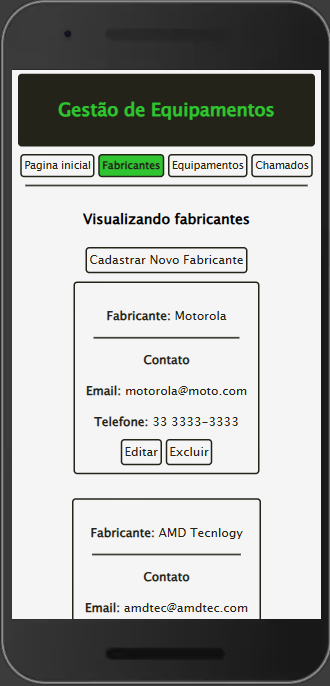 Gestão de Equipamentos
Pagina inicial Fabricantes Equipamentos Chamados
Visualizando fabricantes
Cadastrar Novo Fabricante
Fabricante: Motorola
Contato
Email: motorola@moto.com
Telefone: 33 3333-3333
Editar Excluir
Fabricante: AMD Tecnlogy
Contato
Email: amdtec@amdtec.com